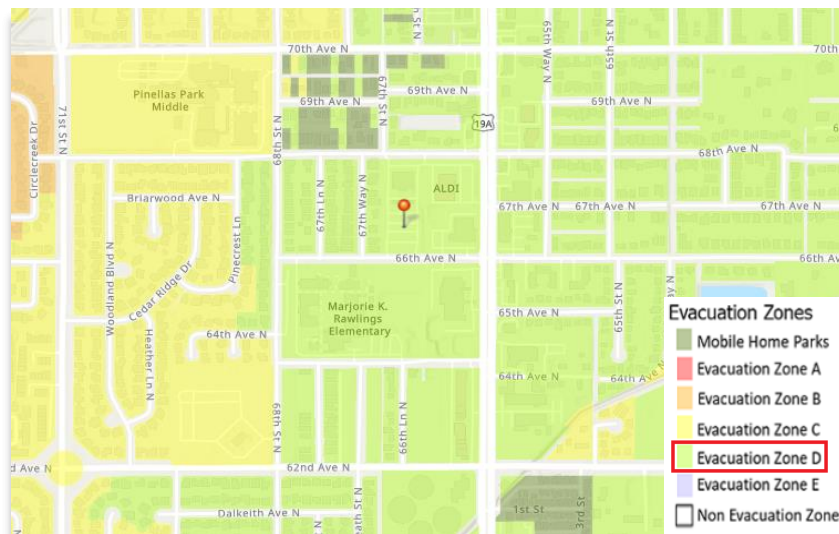 70th Ave N
70th
Pinellas Park
Middle
69th Ave N
69th Ave N
69th Ave N
19A
71st St N
68th St N
67th St N
65th Way N
65th St N
Circlecreek Dr
68th Ave N
Briarwood Ave N
67th Ln N
67th Way N
ALDI
67th Ave N
67th Ave N
67th Ave N
Pinecrest Ln
66th Ave N
66th Av
Woodland Blvd N
Cedar Ridge Dr
Heather Ln N
64th Ave N
Marjorie K.
Rawlings
Elementary
65th Ave N
65th St N
64th Ave N
64th Ave
68th St N
66th Ln N
d Ave N
62nd Ave N
Dalkeith Ave N
eath St N
1st St
3rd St
Evacuation Zones
Mobile Home Parks
Evacuation Zone A
Evacuation Zone B
Evacuation Zone C
Evacuation Zone D
Evacuation Zone E
Non Evacuation Zone